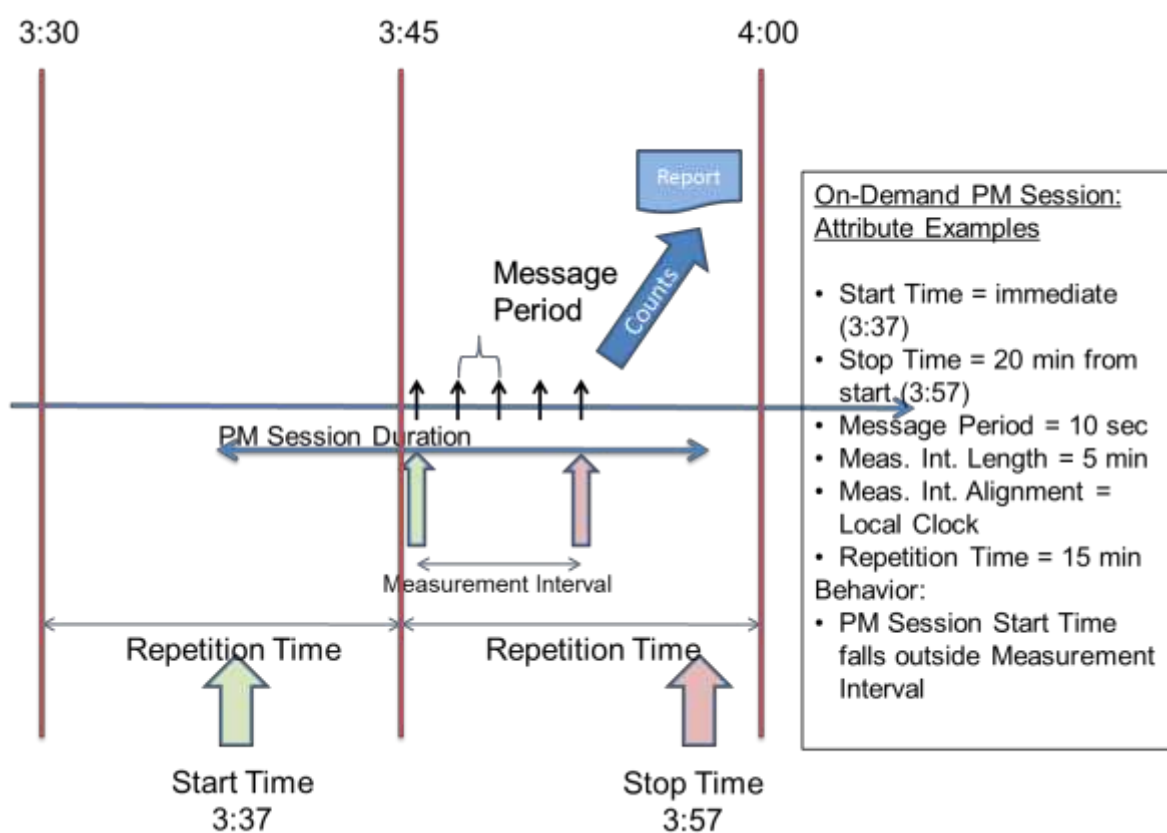 3:30
3:45
4:00
Report
Counts
Message
Period
PM Session Duration
Measurement Interval
Repetition Time
Repetition Time
Start Time
3:37
Stop Time
3:57
On-Demand PM Session:
Attribute Examples
• Start Time = immediate
(3:37)
• Stop Time = 20 min from
start (3:57)
• Message Period = 10 sec
• Meas. Int. Length = 5 min
• Meas. Int. Alignment =
Local Clock
• Repetition Time = 15 min
Behavior:
• PM Session Start Time
falls outside Measurement
Interval